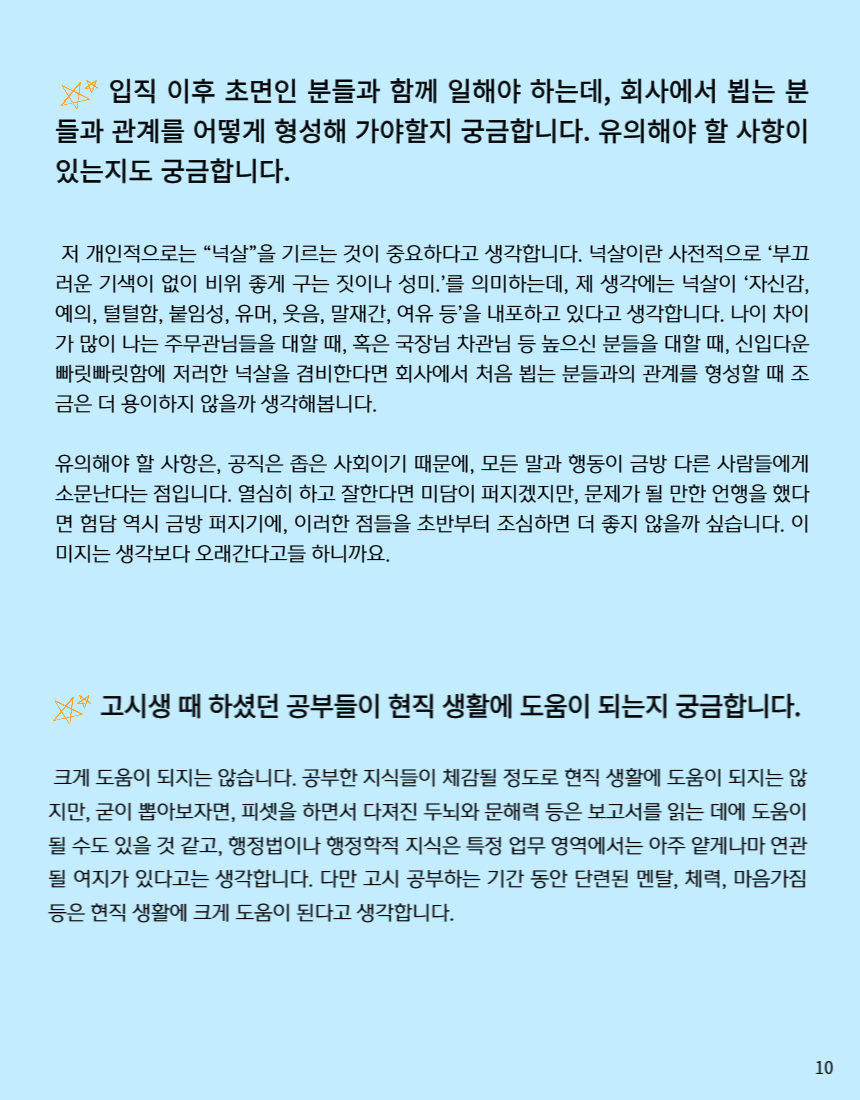 입직 이후 초면인 분들과 함께 일해야 하는데, 회사에서 뵙는 분
들과 관계를 어떻게 형성해 가야할지 궁금합니다. 유의해야 할 사항이
있는지도 궁금합니다.
저 개인적으로는 “넉살”을 기르는 것이 중요하다고 생각합니다. 넉살이란 사전적으로 ‘부끄
러운 기색이 없이 비위 좋게 구는 짓이나 성미.’를 의미하는데, 제 생각에는 넉살이 ‘자신감,
예의, 털털함, 붙임성, 유머, 웃음, 말재간, 여유 등’을 내포하고 있다고 생각합니다. 나이 차이
가 많이 나는 주무관님들을 대할 때, 혹은 국장님 차관님 등 높으신 분들을 대할 때, 신입다운
빠릿빠릿함에 저러한 넉살을 겸비한다면 회사에서 처음 뵙는 분들과의 관계를 형성할 때 조
금은 더 용이하지 않을까 생각해봅니다.
유의해야 할 사항은, 공직은 좁은 사회이기 때문에, 모든 말과 행동이 금방 다른 사람들에게
소문난다는 점입니다. 열심히 하고 잘한다면 미담이 퍼지겠지만, 문제가 될 만한 언행을 했다
면 험담 역시 금방 퍼지기에, 이러한 점들을 초반부터 조심하면 더 좋지 않을까 싶습니다. 이
미지는 생각보다 오래간다고들 하니까요.
고시생 때 하셨던 공부들이 현직 생활에 도움이 되는지 궁금합니다.
크게 도움이 되지는 않습니다. 공부한 지식들이 체감될 정도로 현직 생활에 도움이 되지는 않
지만, 굳이 뽑아보자면, 피셋을 하면서 다져진 두뇌와 문해력 등은 보고서를 읽는 데에 도움이
될 수도 있을 것 같고, 행정법이나 행정학적 지식은 특정 업무 영역에서는 아주 얕게나마 연관
될 여지가 있다고는 생각합니다. 다만 고시 공부하는 기간 동안 단련된 멘탈, 체력, 마음가짐
등은 현직 생활에 크게 도움이 된다고 생각합니다.
10